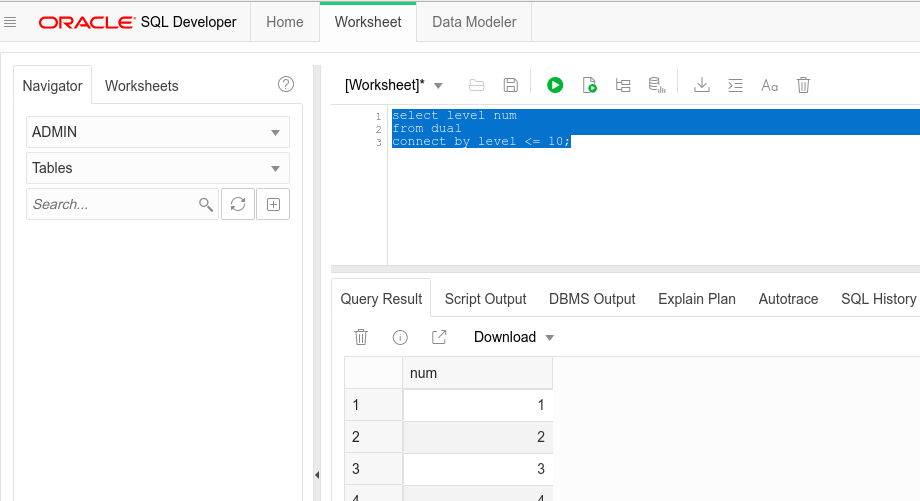 ORACLE SQL Developer Home Worksheet Data Modeler
Navigator Worksheets
ADMIN
Tables
Search...
[Worksheet]*
Aa
1 select level num
2 from dual
3 connect by level <= 10;
Query Result Script Output DBMS Output Explain Plan Autotrace SQL History
Download
num
1 1
2 2
3 3
4 4